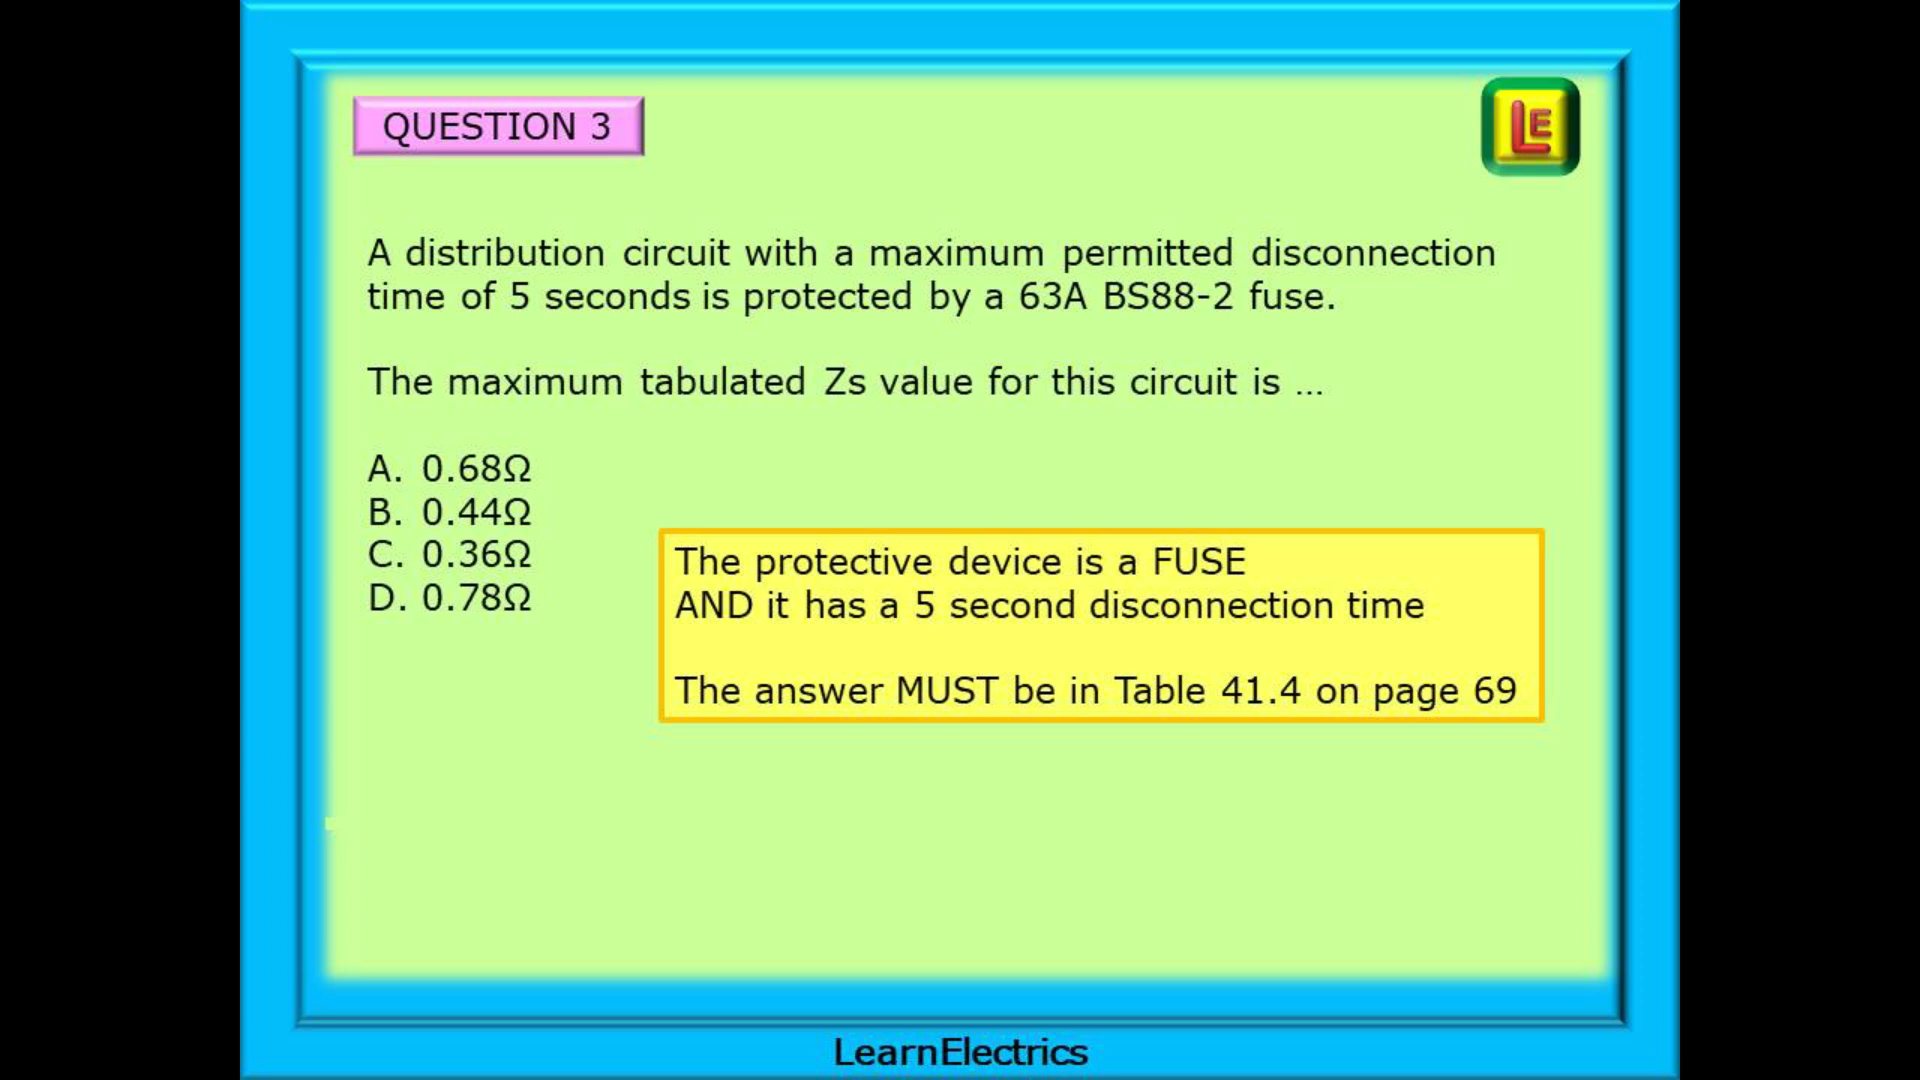 QUESTION 3
LE
A distribution circuit with a maximum permitted disconnection
time of 5 seconds is protected by a 63A BS88-2 fuse.
The maximum tabulated Zs value for this circuit is ...
A. 0.68Ω
B. 0.44Ω
C. 0.36Ω
D. 0.78Ω
The protective device is a FUSE
AND it has a 5 second disconnection time
The answer MUST be in Table 41.4 on page 69
LearnElectrics